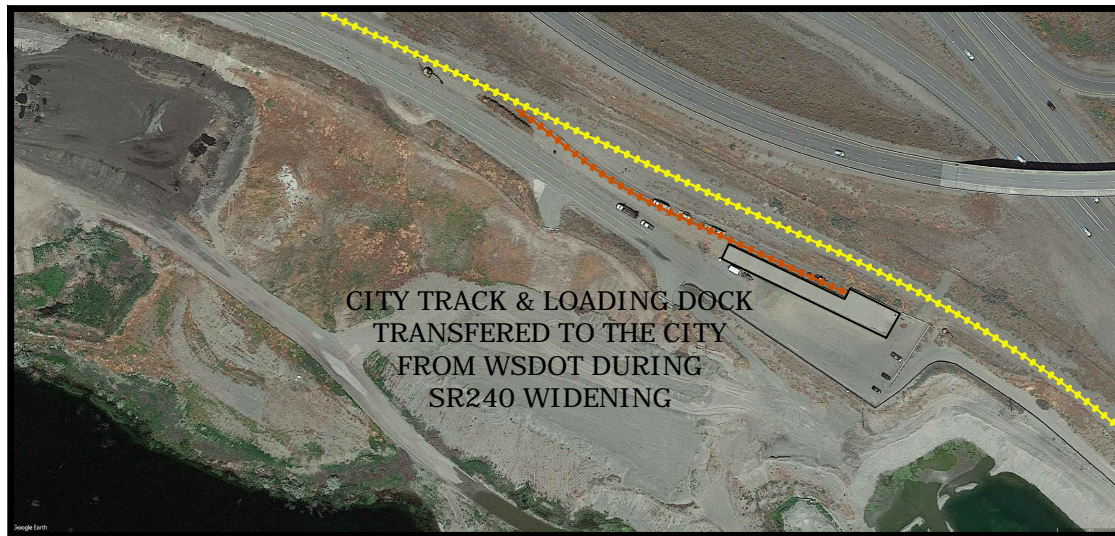 CITY TRACK & LOADING DOCK
TRANSFERED TO THE CITY
FROM WSDOT DURING
SR240 WIDENING
Google Earth